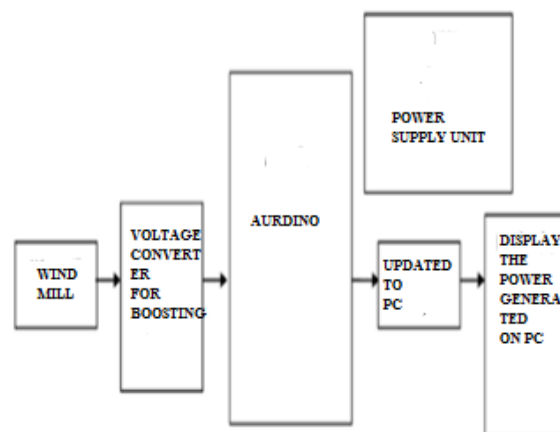 WIND
MILL
VOLTAGE
CONVERT
ER
FOR
BOOSTING
AURDINO
POWER
SUPPLY UNIT
UPDATED
TO
PC
DISPLAY
THE
POWER
GENERA
TED
ON PC